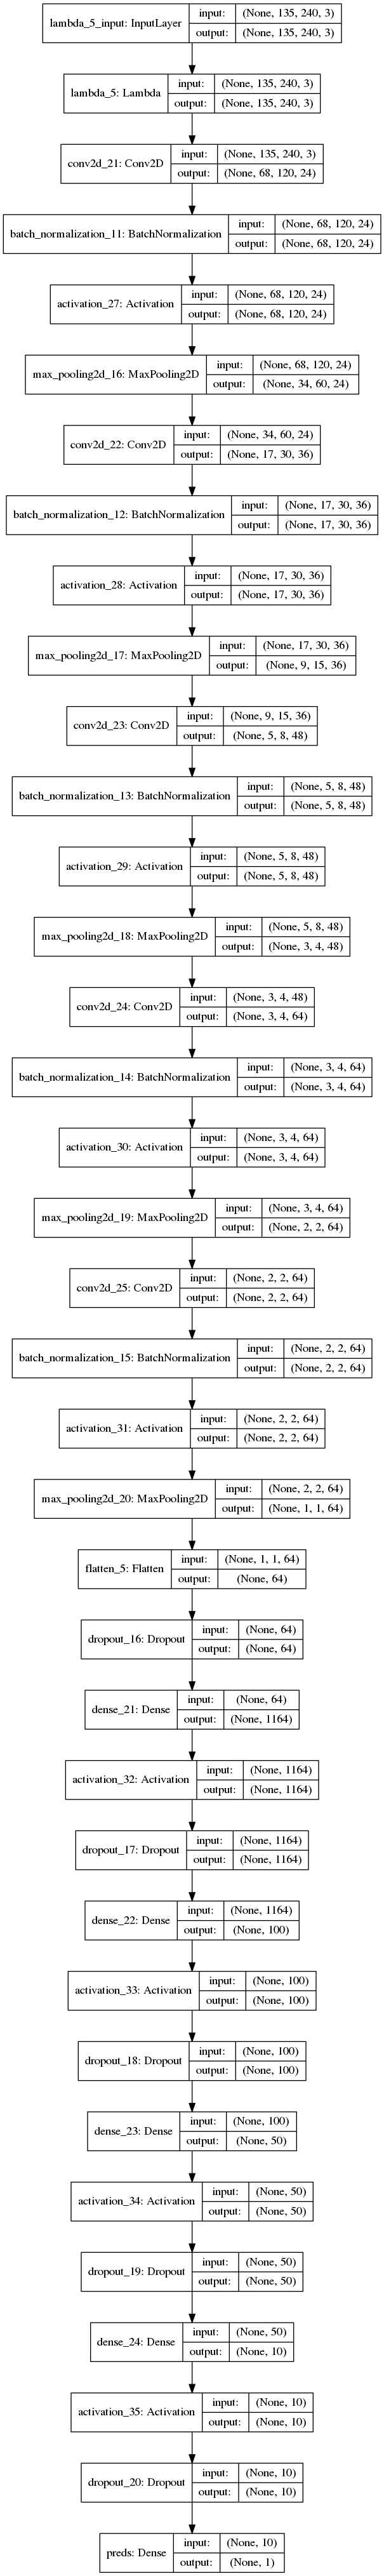 lambda_5_input: InputLayer input: (None, 135, 240, 3)
output: (None, 135, 240, 3)
lambda_5: Lambda input: (None, 135, 240, 3)
output: (None, 135, 240, 3)
conv2d_21: Conv2D input: (None, 135, 240, 3)
output: (None, 68, 120, 24)
batch_normalization_11: BatchNormalization input: (None, 68, 120, 24)
output: (None, 68, 120, 24)
activation_27: Activation input: (None, 68, 120, 24)
output: (None, 68, 120, 24)
max_pooling2d_16: MaxPooling2D input: (None, 68, 120, 24)
output: (None, 34, 60, 24)
conv2d_22: Conv2D input: (None, 34, 60, 24)
output: (None, 17, 30, 36)
batch_normalization_12: BatchNormalization input: (None, 17, 30, 36)
output: (None, 17, 30, 36)
activation_28: Activation input: (None, 17, 30, 36)
output: (None, 17, 30, 36)
max_pooling2d_17: MaxPooling2D input: (None, 17, 30, 36)
output: (None, 9, 15, 36)
conv2d_23: Conv2D input: (None, 9, 15, 36)
output: (None, 5, 8, 48)
batch_normalization_13: BatchNormalization input: (None, 5, 8, 48)
output: (None, 5, 8, 48)
activation_29: Activation input: (None, 5, 8, 48)
output: (None, 5, 8, 48)
max_pooling2d_18: MaxPooling2D input: (None, 5, 8, 48)
output: (None, 3, 4, 48)
conv2d_24: Conv2D input: (None, 3, 4, 48)
output: (None, 3, 4, 64)
batch_normalization_14: BatchNormalization input: (None, 3, 4, 64)
output: (None, 3, 4, 64)
activation_30: Activation input: (None, 3, 4, 64)
output: (None, 3, 4, 64)
max_pooling2d_19: MaxPooling2D input: (None, 3, 4, 64)
output: (None, 2, 2, 64)
conv2d_25: Conv2D input: (None, 2, 2, 64)
output: (None, 2, 2, 64)
batch_normalization_15: BatchNormalization input: (None, 2, 2, 64)
output: (None, 2, 2, 64)
activation_31: Activation input: (None, 2, 2, 64)
output: (None, 2, 2, 64)
max_pooling2d_20: MaxPooling2D input: (None, 2, 2, 64)
output: (None, 1, 1, 64)
flatten_5: Flatten input: (None, 1, 1, 64)
output: (None, 64)
dropout_16: Dropout input: (None, 64)
output: (None, 64)
dense_21: Dense input: (None, 64)
output: (None, 1164)
activation_32: Activation input: (None, 1164)
output: (None, 1164)
dropout_17: Dropout input: (None, 1164)
output: (None, 1164)
dense_22: Dense input: (None, 1164)
output: (None, 100)
activation_33: Activation input: (None, 100)
output: (None, 100)
dropout_18: Dropout input: (None, 100)
output: (None, 100)
dense_23: Dense input: (None, 100)
output: (None, 50)
activation_34: Activation input: (None, 50)
output: (None, 50)
dropout_19: Dropout input: (None, 50)
output: (None, 50)
dense_24: Dense input: (None, 50)
output: (None, 10)
activation_35: Activation input: (None, 10)
output: (None, 10)
dropout_20: Dropout input: (None, 10)
output: (None, 10)
preds: Dense input: (None, 10)
output: (None, 1)